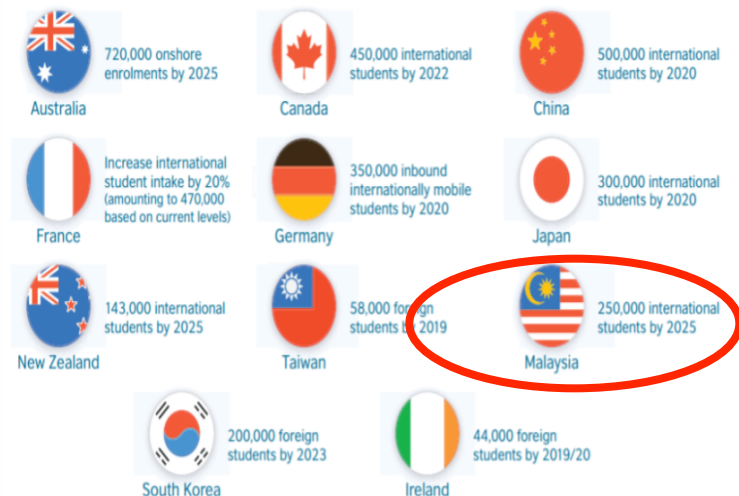 720,000 onshore
enrolments by 2025
Australia
450,000 international
students by 2022
Canada
500,000 international
students by 2020
China
Increase international
student intake by 20%
(amounting to 470,000
based on current levels)
France
350,000 inbound
internationally mobile
students by 2020
Germany
300,000 international
students by 2020
Japan
143,000 international
students by 2025
New Zealand
58,000 foreign
students by 2019
Taiwan
250,000 international
students by 2025
Malaysia
200,000 foreign
students by 2023
South Korea
44,000 foreign
students by 2019/20
Ireland